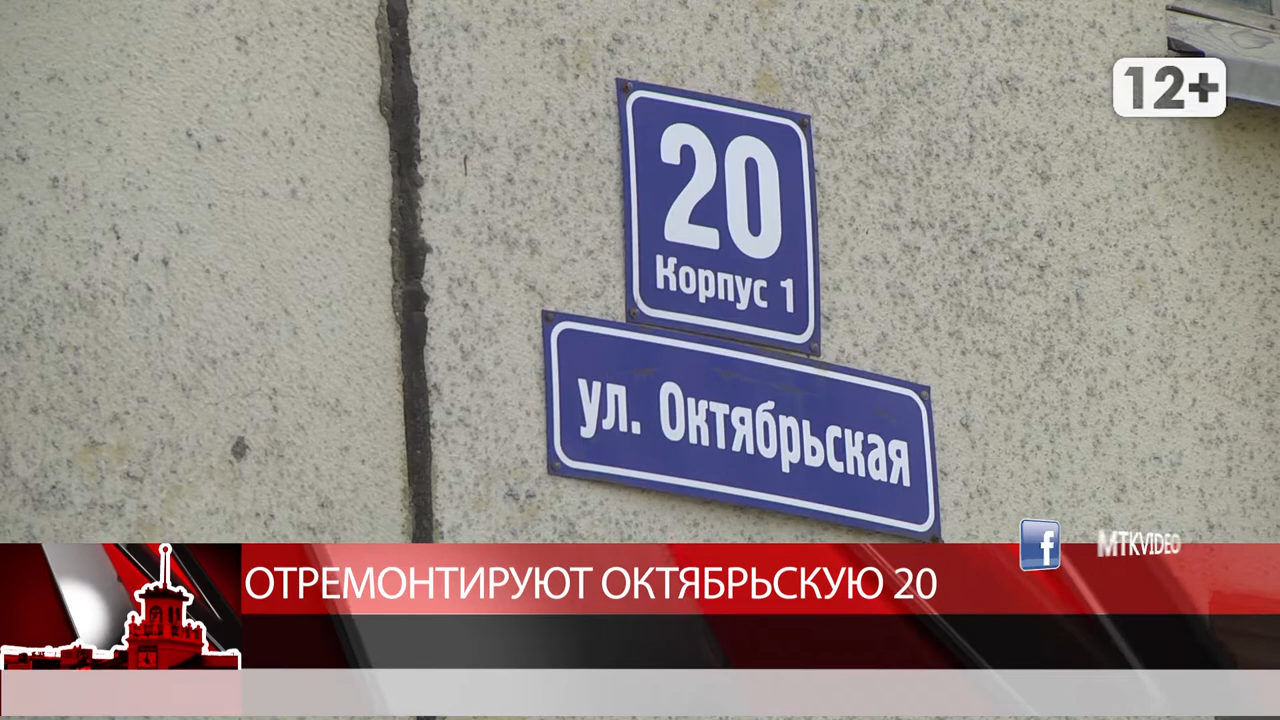 12+
20
Корпус 1
ул. Октябрьская
MTKVIDEO
ОТРЕМОНТИРУЮТ ОКТЯБРЬСКУЮ 20